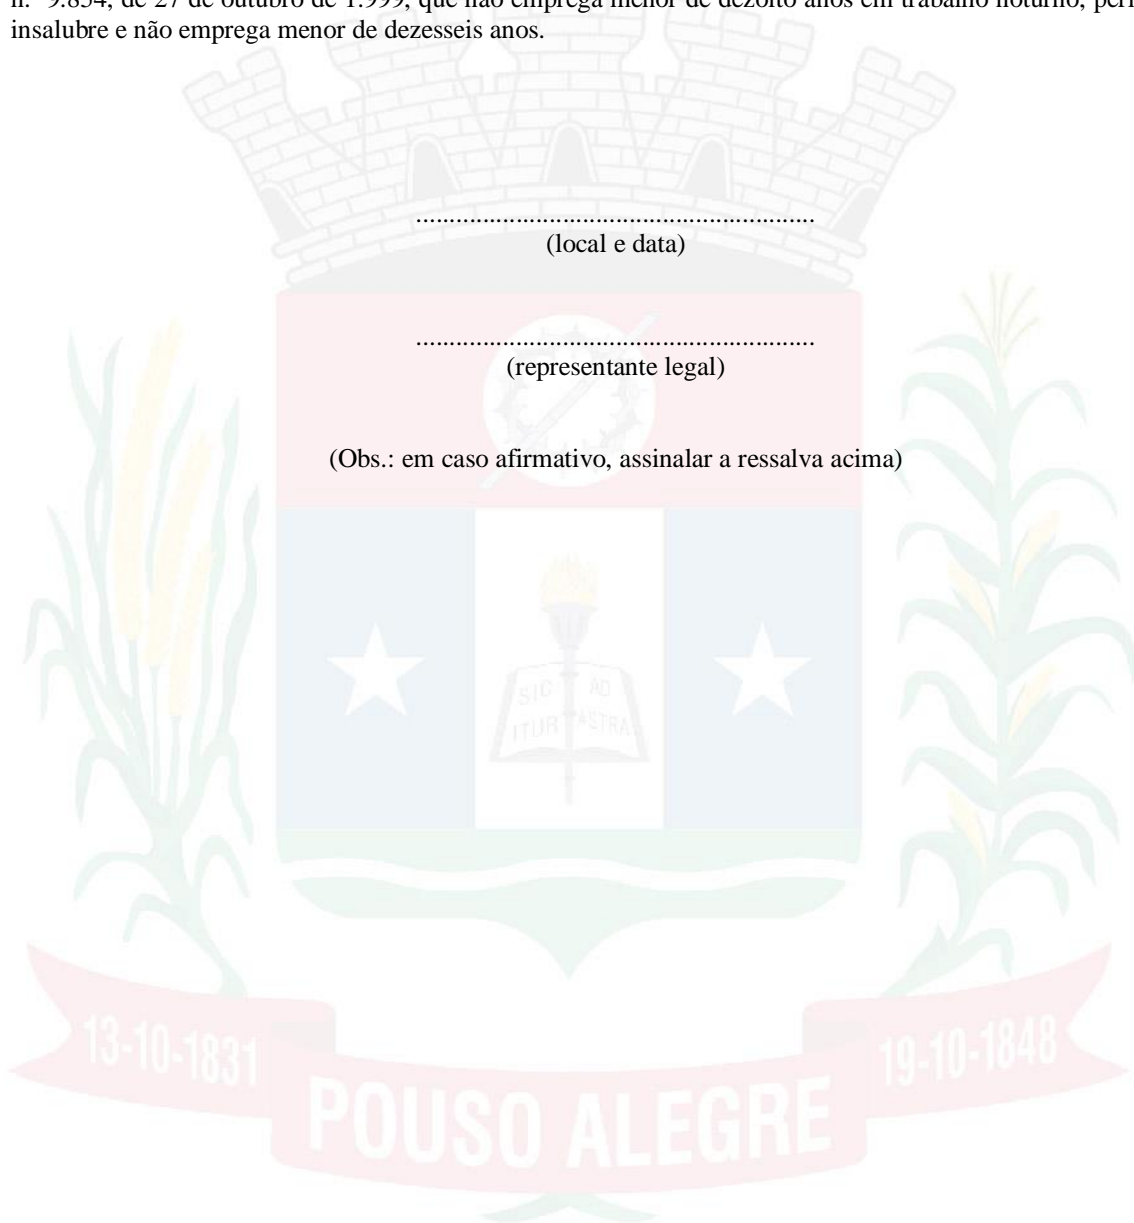 n.º 9.854, de 27 de outubro de 1.999, que não emprega menor de dezoito anos em trabalho noturno,
insalubre e não emprega menor de dezesseis anos.
............................................................
(local e data)
............................................................
(representante legal)
(Obs.: em caso afirmativo, assinalar a ressalva acima)
SIC AD
ITUR ASTRA
13-10-1831
19-10-1848
POUSO ALEGRE